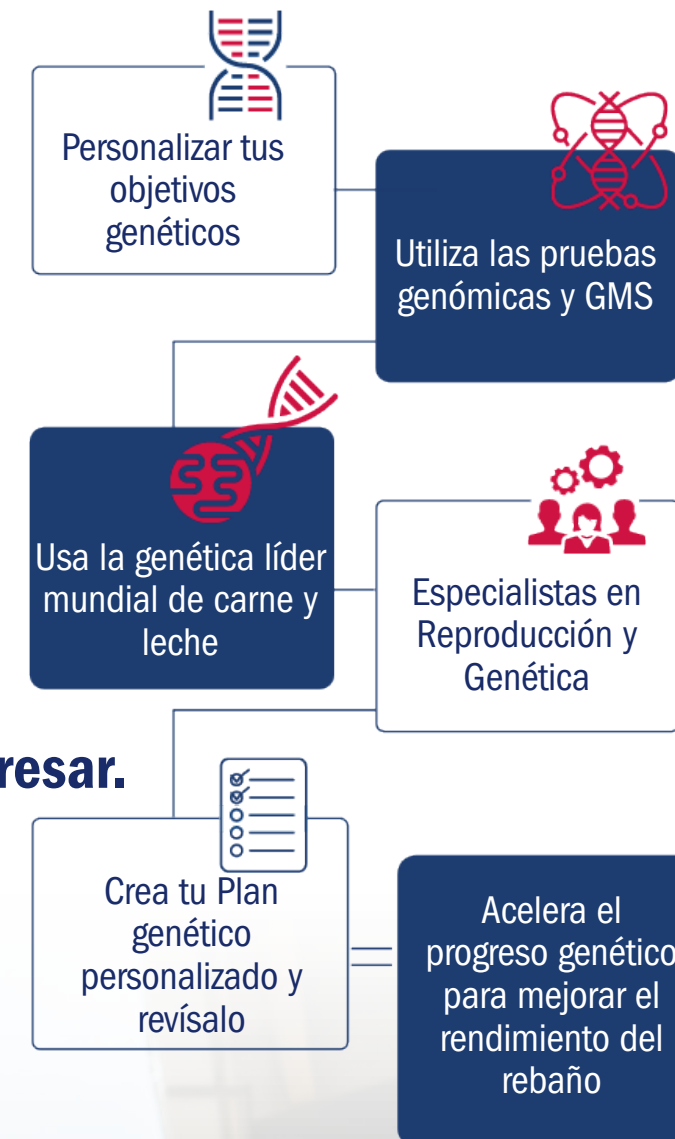 Personalizar tus
objetivos
genéticos
Utiliza las pruebas
genómicas y GMS
Usa la genética líder
mundial de carne y
leche
Especialistas en
Reproducción y
Genética
resar.
Crea tu Plan
genético
personalizado y
revísalo
Acelera el
progreso genético
para mejorar el
rendimiento del
rebaño